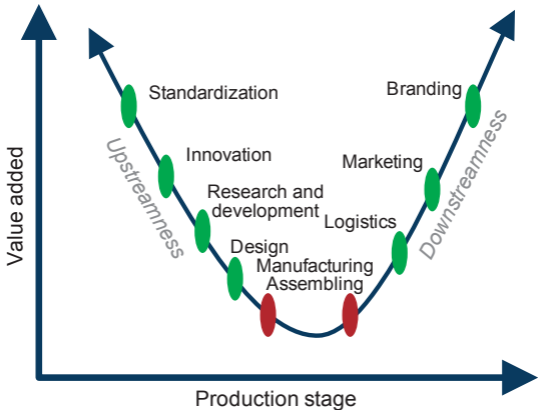 Standardization
Branding
Innovation
Marketing
Upstreamness
Downstreamness
Research and
development
Logistics
Design
Manufacturing
Assembling
Value added
Production stage